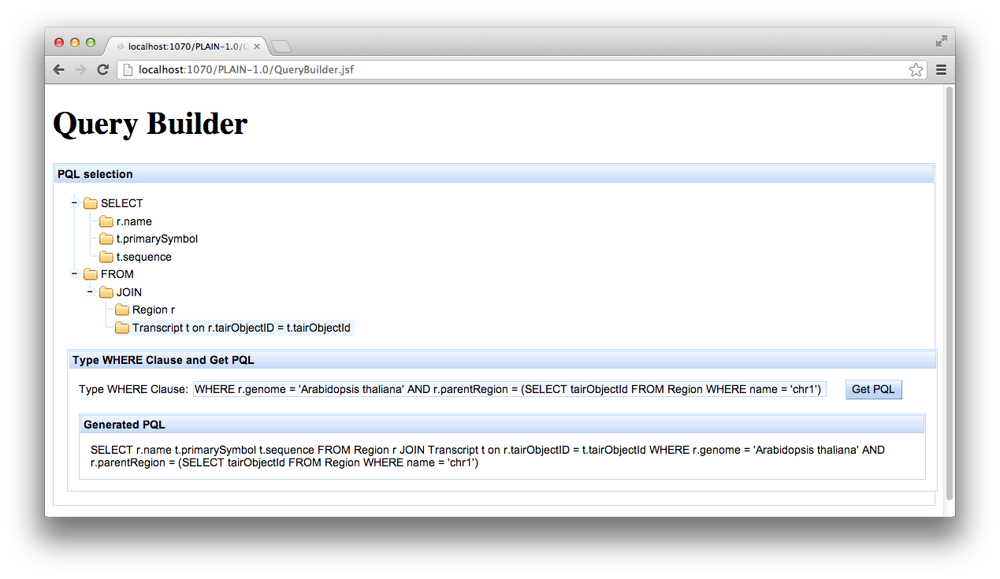 localhost:1070/PLAIN-1.0/Q
localhost:1070/PLAIN-1.0/QueryBuilder.jsf
Query Builder
PQL selection
SELECT
r.name
t.primarySymbol
t.sequence
FROM
JOIN
Region r
Transcript t on r.tairObjectID = t.tairObjectId
Type WHERE Clause and Get PQL
Type WHERE Clause: WHERE r.genome = 'Arabidopsis thaliana' AND r.parentRegion = (SELECT tairObjectId FROM Region WHERE name = 'chr1') Get PQL
Generated PQL
SELECT r.name t.primarySymbol t.sequence FROM Region r JOIN Transcript t on r.tairObjectID = t.tairObjectId WHERE r.genome = 'Arabidopsis thaliana' AND
r.parentRegion = (SELECT tairObjectId FROM Region WHERE name = 'chr1')